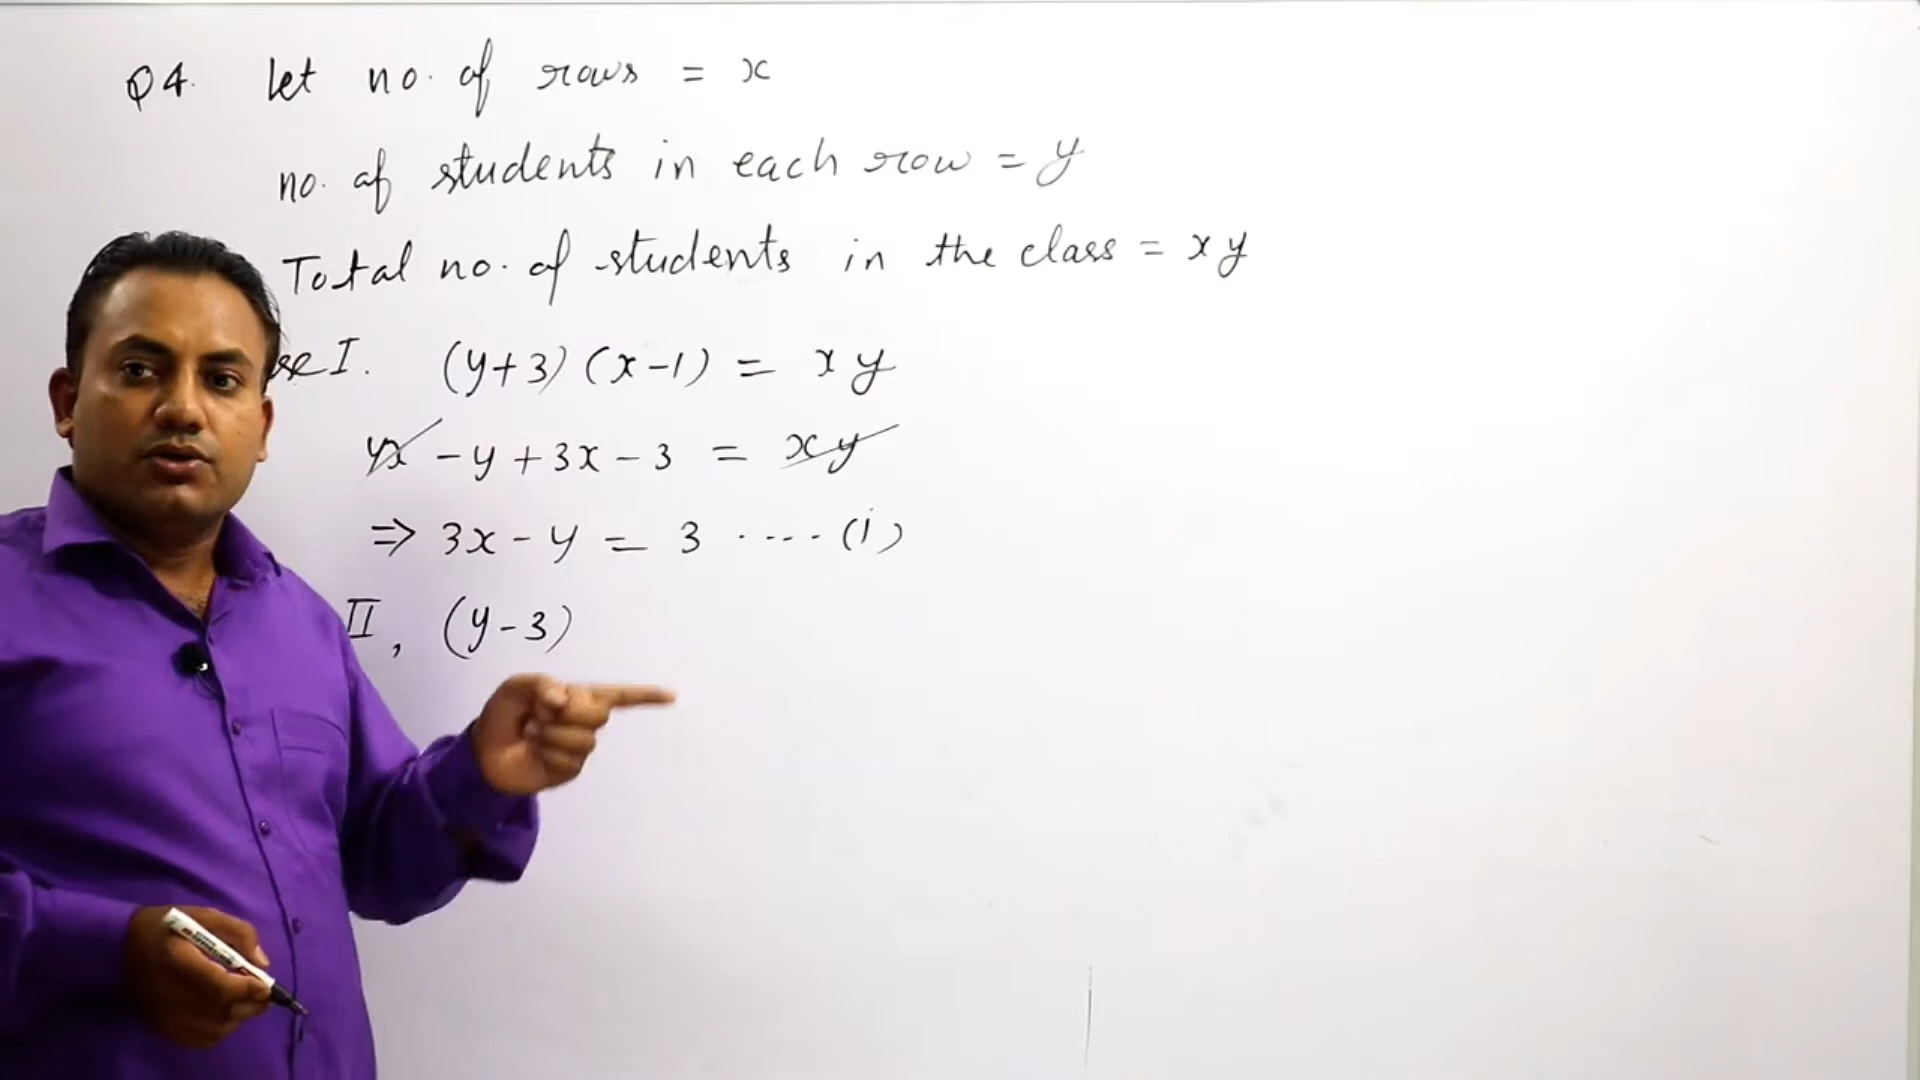 Q4. let no. of rows = x
no. of students in each row = y
Total no. of students in the class = xy
se I. (y+3) (x-1) = xy
yx - y + 3x - 3 = xy
⇒ 3x - y = 3 ---- (i)
II, (y-3)